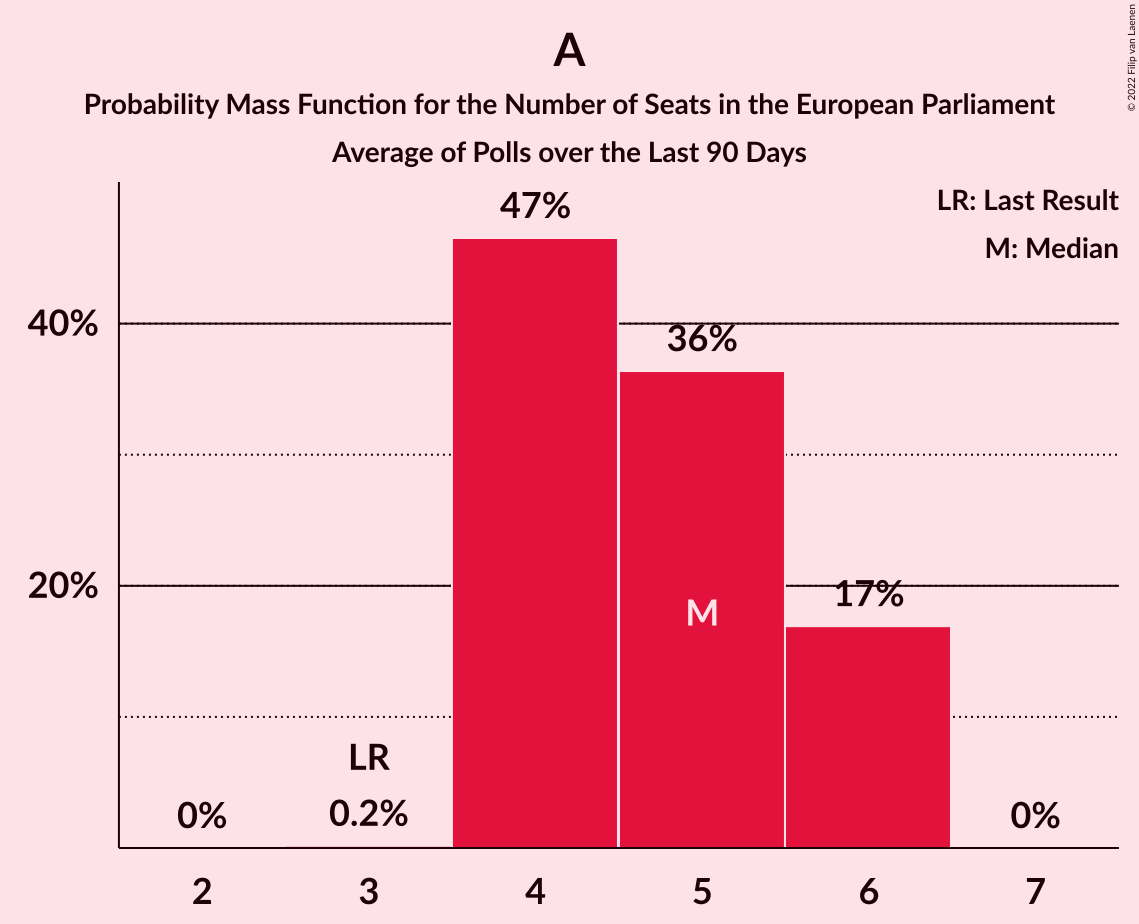 A
Probability Mass Function for the Number of Seats in the European Parliament
Average of Polls over the Last 90 Days
© 2022 Filip van Laenen
LR: Last Result
M: Median
47%
40%
36%
20%
17%
M
LR
0%
0.2%
0%
2
3
4
5
6
7